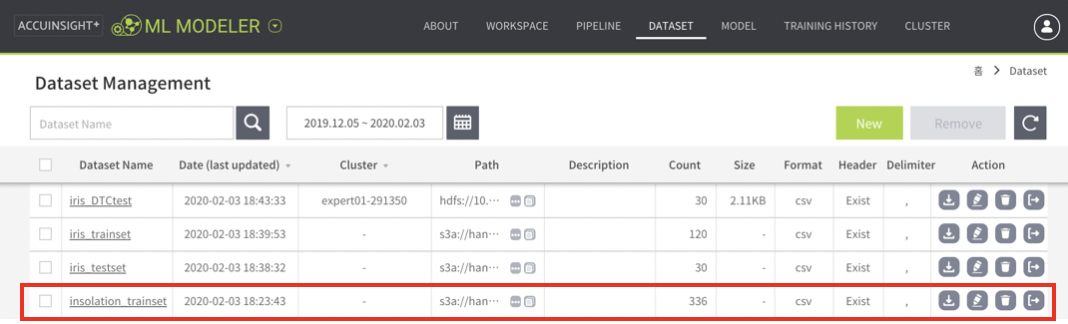 ACCUINSIGHT+ ML MODELER ABOUT WORKSPACE PIPELINE DATASET MODEL TRAINING HISTORY CLUSTER
홈 > Dataset
Dataset Management
Dataset Name 2019.12.05 ~ 2020.02.03 New Remove
Dataset Name Date (last updated) Cluster Path Description Count Size Format Header Delimiter Action
iris_DTCtest 2020-02-03 18:43:33 expert01-291350 hdfs://10.··· 30 2.11KB csv Exist ,
iris_trainset 2020-02-03 18:39:53 - s3a://han··· 120 - csv Exist ,
iris_testset 2020-02-03 18:38:32 - s3a://han··· 30 - csv Exist ,
insolation_trainset 2020-02-03 18:23:43 - s3a://han··· 336 - csv Exist ,